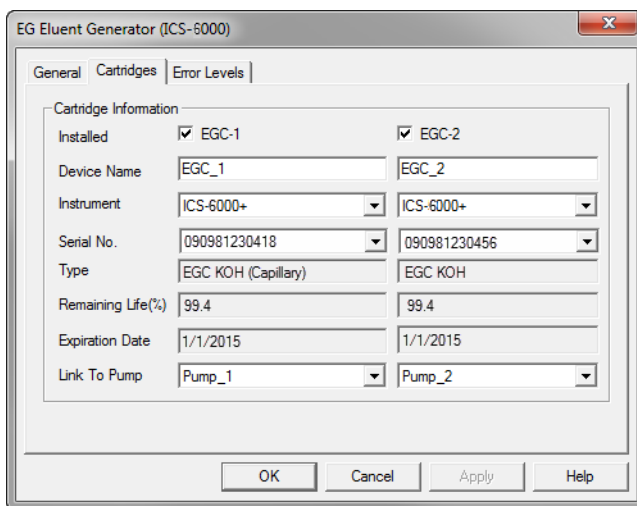 EG Eluent Generator (ICS-6000)
General Cartridges Error Levels
Cartridge Information
Installed EGC-1 EGC-2
Device Name EGC_1 EGC_2
Instrument ICS-6000+ ICS-6000+
Serial No. 090981230418 090981230456
Type EGC KOH (Capillary) EGC KOH
Remaining Life(%) 99.4 99.4
Expiration Date 1/1/2015 1/1/2015
Link To Pump Pump_1 Pump_2
OK Cancel Apply Help